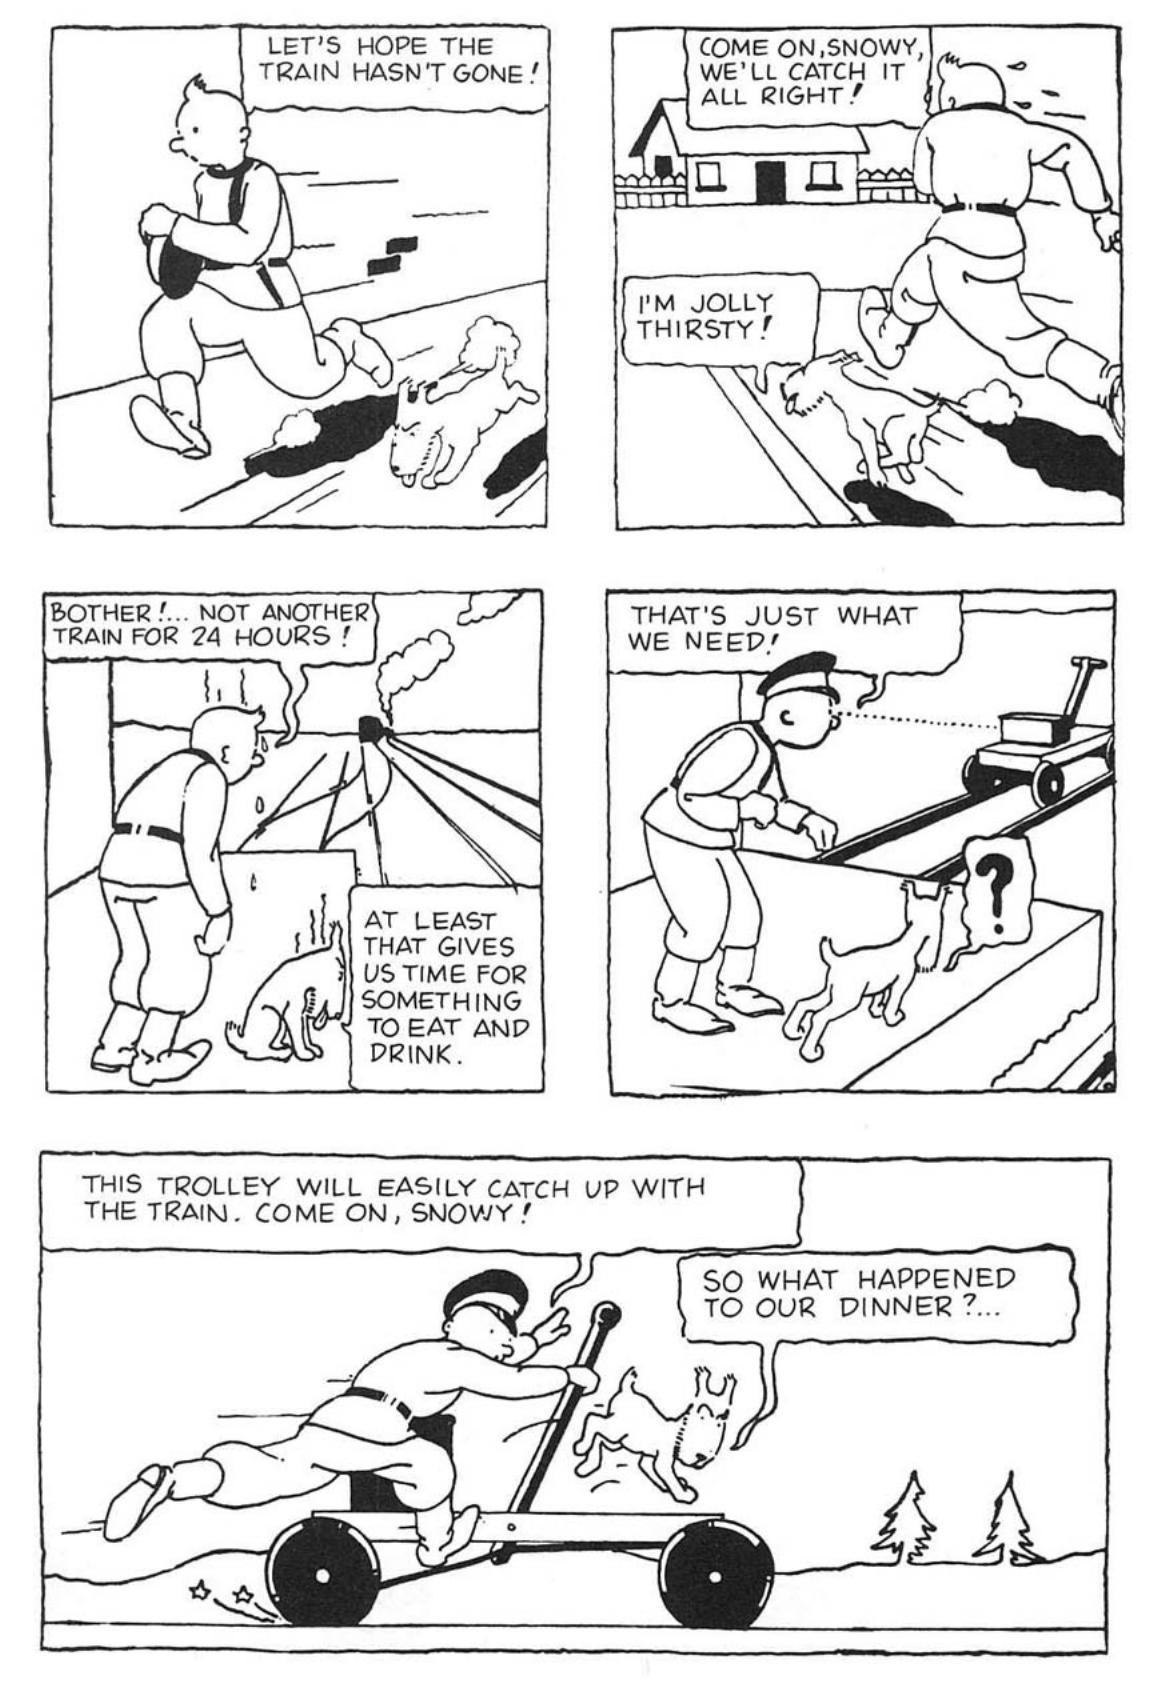 LET'S HOPE THE
TRAIN HASN'T GONE!
COME ON, SNOWY,
WE'LL CATCH IT
ALL RIGHT!
I'M JOLLY
THIRSTY!
BOTHER!... NOT ANOTHER
TRAIN FOR 24 HOURS!
AT LEAST
THAT GIVES
US TIME FOR
SOMETHING
TO EAT AND
DRINK.
THAT'S JUST WHAT
WE NEED!
?
THIS TROLLEY WILL EASILY CATCH UP WITH
THE TRAIN. COME ON, SNOWY!
SO WHAT HAPPENED
TO OUR DINNER?...